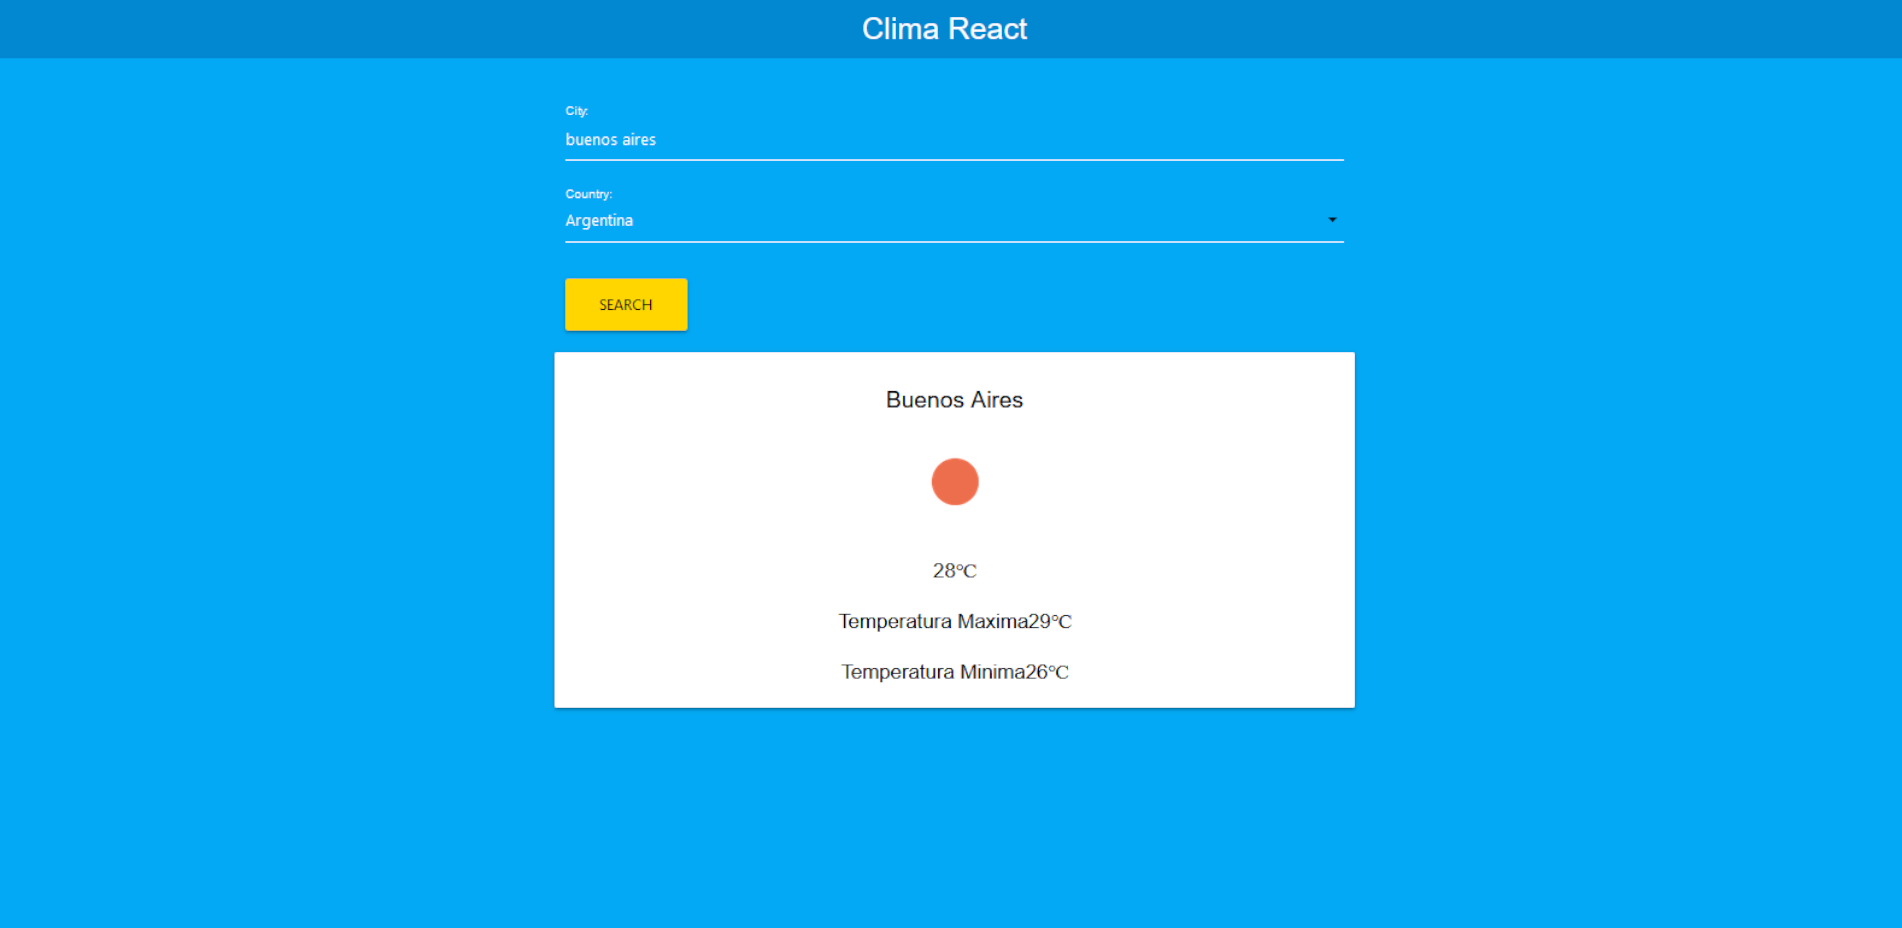 Clima React
City:
buenos aires
Country:
Argentina
SEARCH
Buenos Aires
28°C
Temperatura Maxima29°C
Temperatura Minima26°C